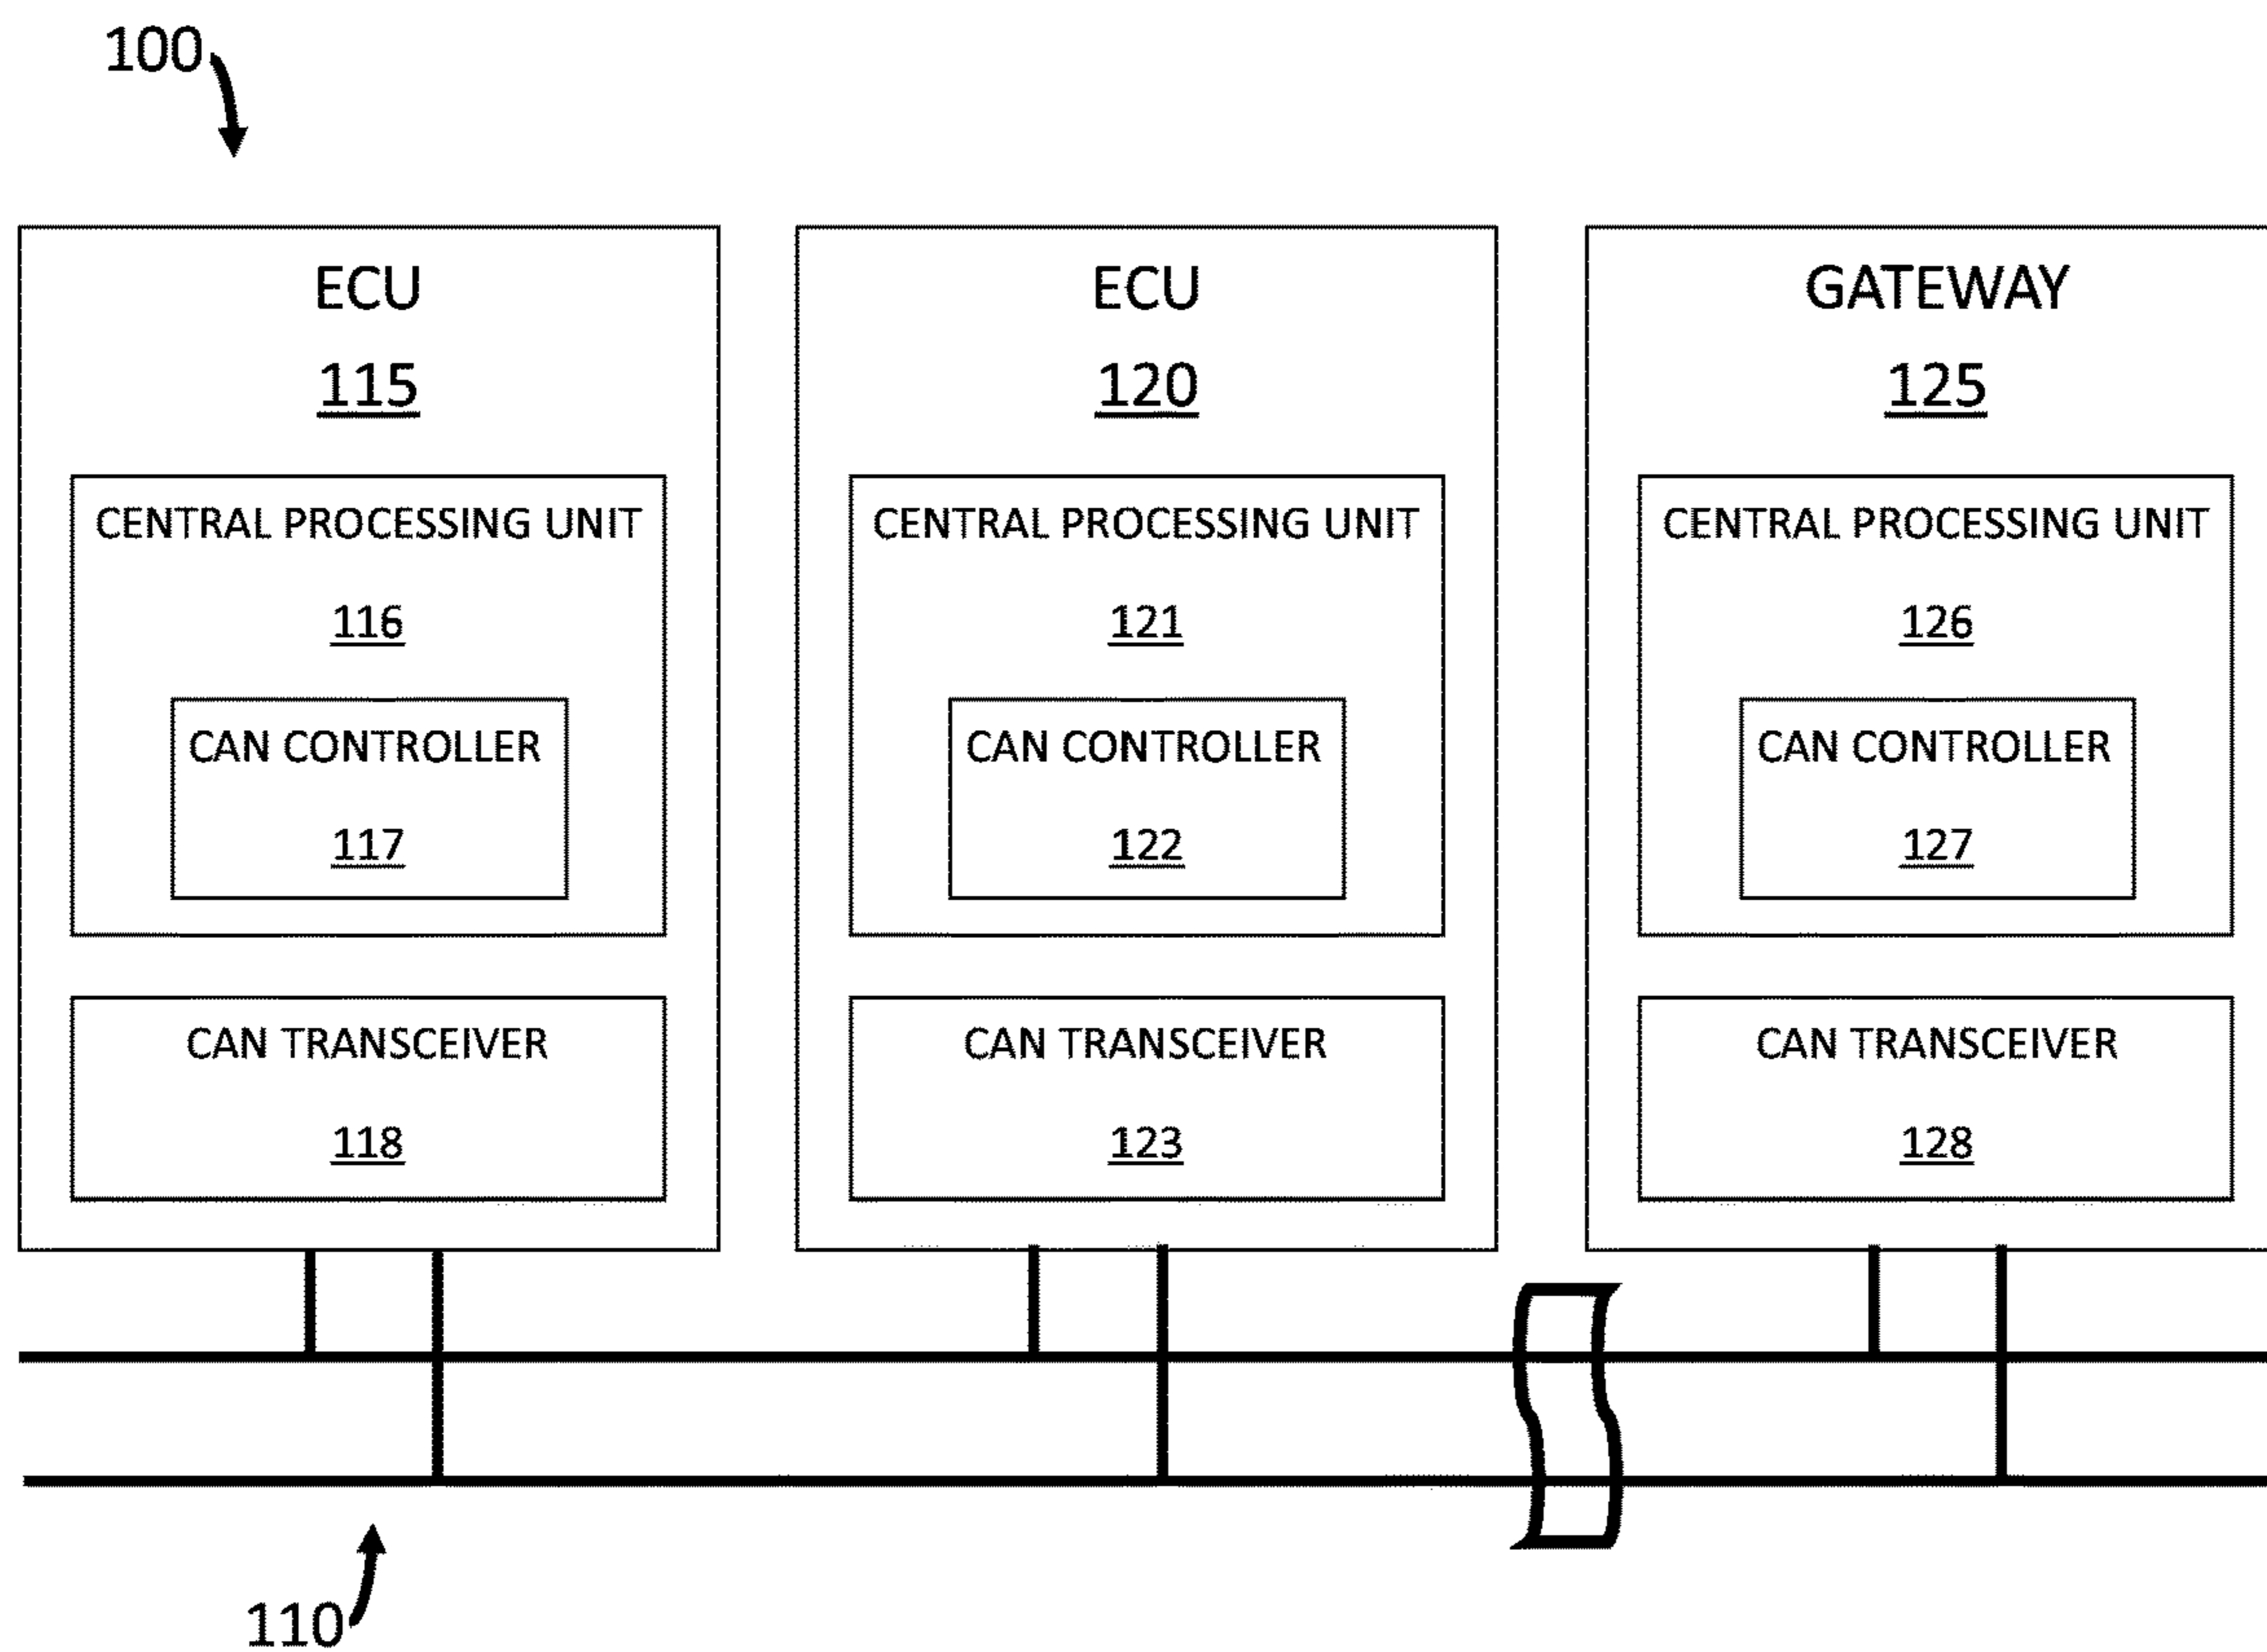 100
ECU
115
CENTRAL PROCESSING UNIT
116
CAN CONTROLLER
117
CAN TRANSCEIVER
118
ECU
120
CENTRAL PROCESSING UNIT
121
CAN CONTROLLER
122
CAN TRANSCEIVER
123
GATEWAY
125
CENTRAL PROCESSING UNIT
126
CAN CONTROLLER
127
CAN TRANSCEIVER
128
110